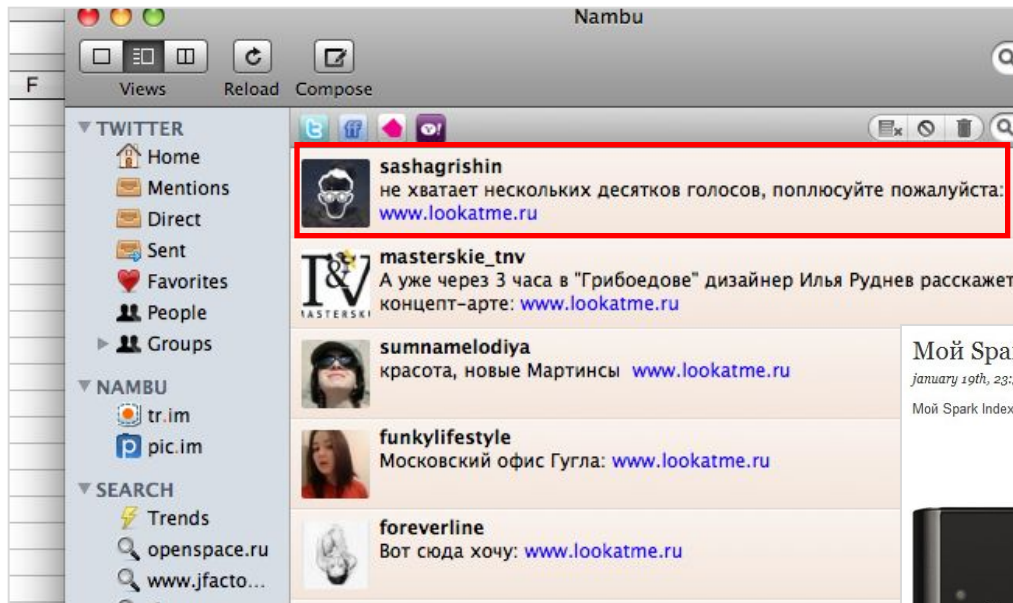 Nambu
F
Views
Reload
Compose
TWITTER
Home
Mentions
Direct
Sent
Favorites
People
Groups
NAMBU
tr.im
pic.im
SEARCH
Trends
openspace.ru
www.jfacto...
sashagrishin
не хватает нескольких десятков голосов, поплюсуйте пожалуйста:
www.lookatme.ru
T&V
MASTERSKI
masterskie_tnv
А уже через 3 часа в "Грибоедове" дизайнер Илья Руднев расскажет
концепт-арте: www.lookatme.ru
sumnamelodiya
красота, новые Мартинсы www.lookatme.ru
funkylifestyle
Московский офис Гугла: www.lookatme.ru
foreverline
Вот сюда хочу: www.lookatme.ru
Мой Spa
january 19th, 23:
Мой Spark Index